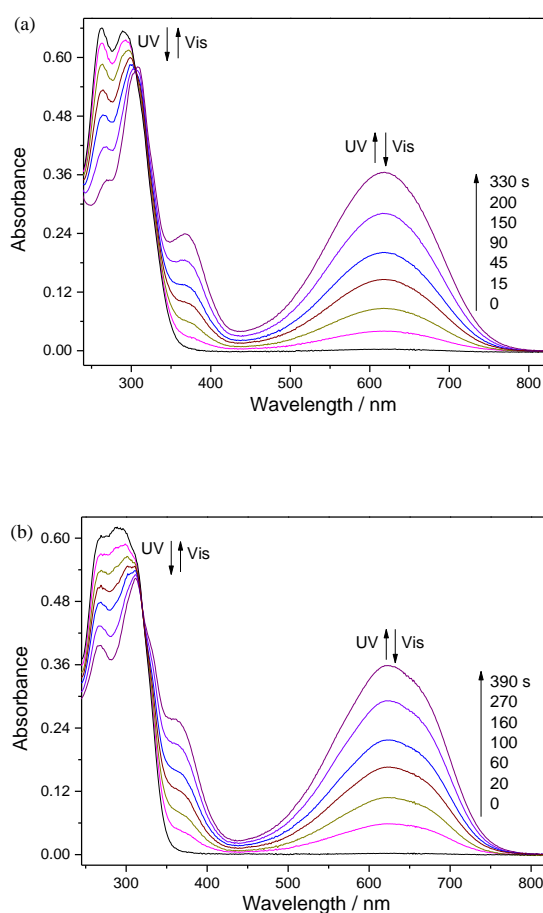 (a)
UV
Vis
0.60
0.48
0.36
0.24
0.12
0.00
Absorbance
UV
Vis
330 s
200
150
90
45
15
0
300
400
500
600
700
800
Wavelength / nm
(b)
UV
Vis
0.60
0.48
0.36
0.24
0.12
0.00
Absorbance
UV
Vis
390 s
270
160
100
60
20
0
300
400
500
600
700
800
Wavelength / nm